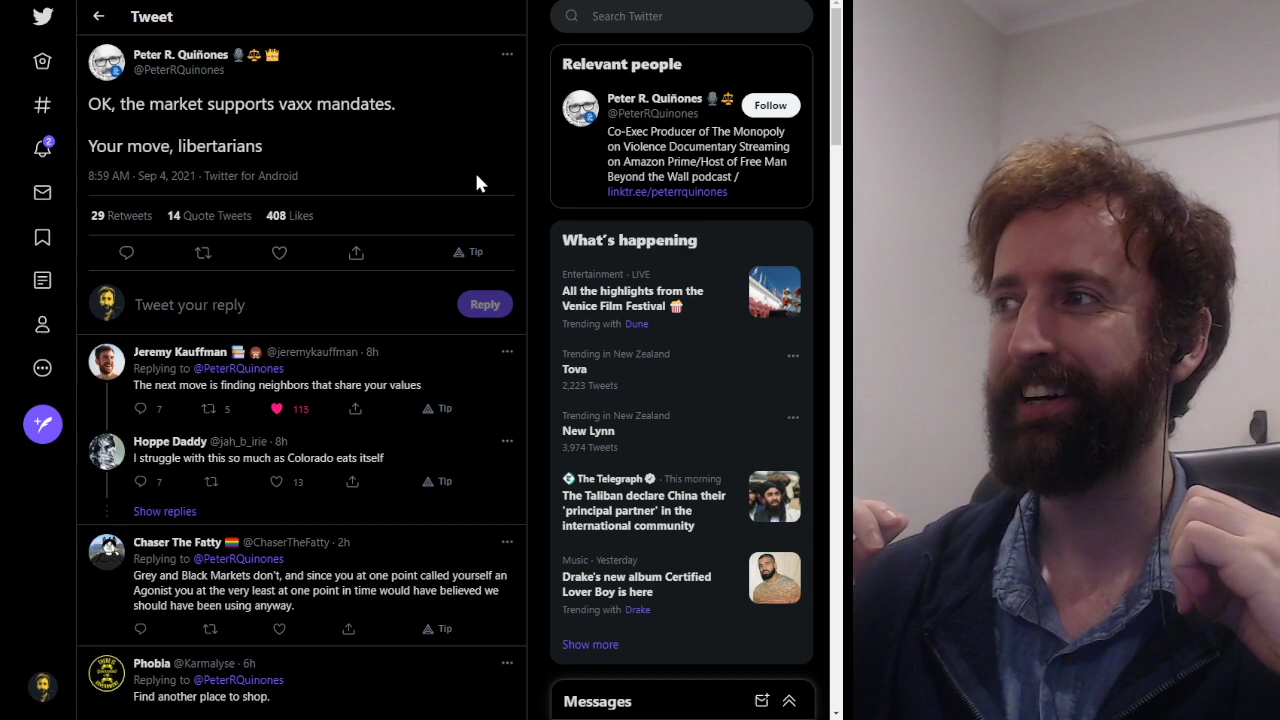 Tweet
Peter R. Quiñones 🎙️⚖️👑
@PeterRQuinones
OK, the market supports vaxx mandates.
Your move, libertarians
8:59 AM · Sep 4, 2021 · Twitter for Android
29 Retweets 14 Quote Tweets 408 Likes
Tip
Tweet your reply
Reply
Jeremy Kauffman 📚🦔 @jeremykauffman · 8h
Replying to @PeterRQuinones
The next move is finding neighbors that share your values
7 5 115 Tip
Hoppe Daddy @jah_b_irie · 8h
I struggle with this so much as Colorado eats itself
7 13 Tip
Show replies
Chaser The Fatty 🏳️‍🌈 @ChaserTheFatty · 2h
Replying to @PeterRQuinones
Grey and Black Markets don't, and since you at one point called yourself an
Agonist you at the very least at one point in time would have believed we
should have been using anyway.
Tip
Phobia @Karmalyse · 6h
Replying to @PeterRQuinones
Find another place to shop.
2
Search Twitter
Relevant people
Peter R. Quiñones 🎙️⚖️
@PeterRQuinones
Follow
Co-Exec Producer of The Monopoly
on Violence Documentary Streaming
on Amazon Prime/Host of Free Man
Beyond the Wall podcast /
linktr.ee/peterrquinones
What's happening
Entertainment · LIVE
All the highlights from the
Venice Film Festival 🍿
Trending with Dune
Trending in New Zealand
Tova
2,223 Tweets
Trending in New Zealand
New Lynn
3,974 Tweets
The Telegraph · This morning
The Taliban declare China their
'principal partner' in the
international community
Music · Yesterday
Drake's new album Certified
Lover Boy is here
Trending with Drake
Show more
Messages